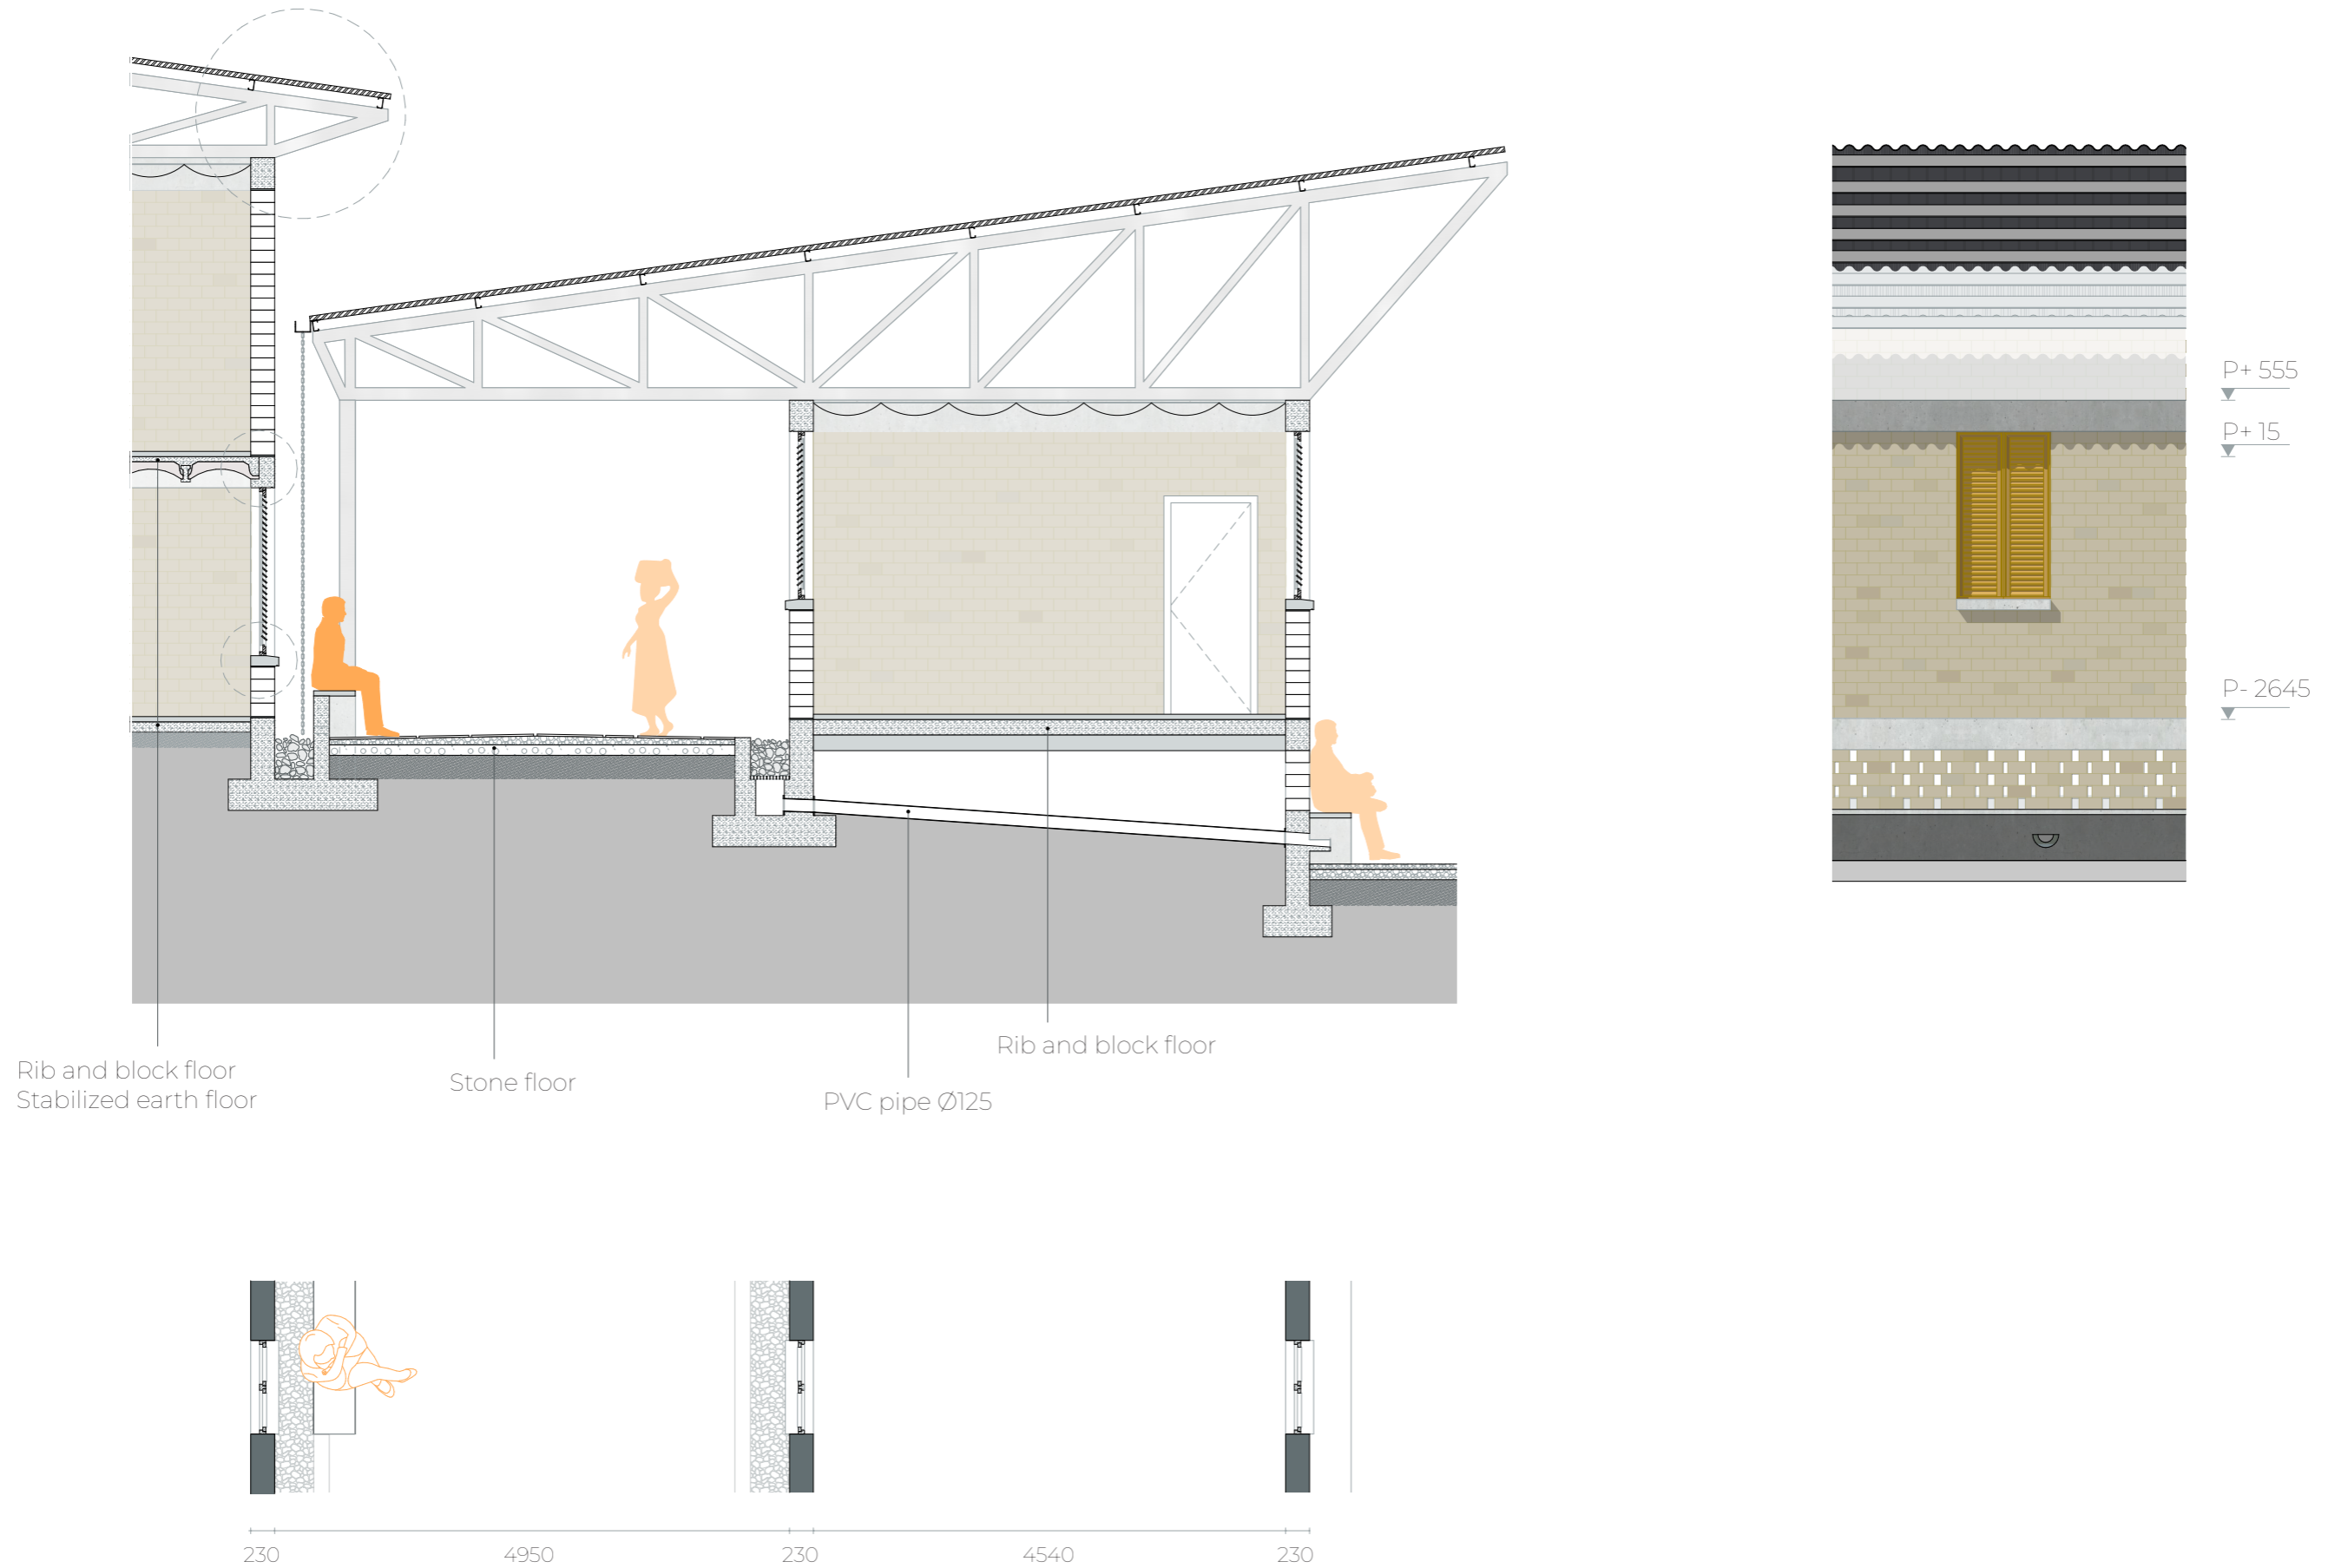 P+ 555
P+ 15
P- 2645
Rib and block floor
Stabilized earth floor
Stone floor
PVC pipe Ø125
Rib and block floor
230
4950
230
4540
230